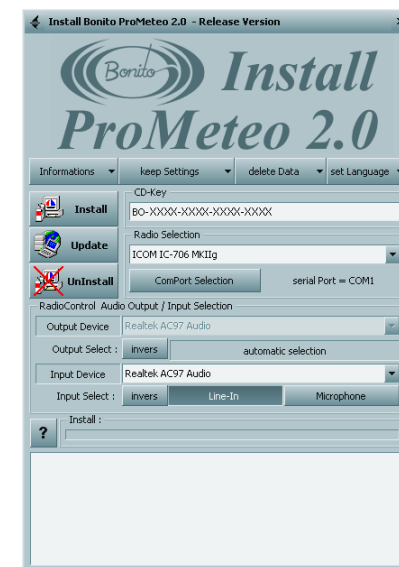 Install Bonito ProMeteo 2.0 - Release Version
Bonito Install
ProMeteo 2.0
Informations keep Settings delete Data set Language
CD-Key
Install BO-XXXX-XXXX-XXXX-XXXX
Radio Selection
Update ICOM IC-706 MKIIg
UnInstall ComPort Selection serial Port = COM1
RadioControl Audio Output / Input Selection
Output Device Realtek AC97 Audio
Output Select : invers automatic selection
Input Device Realtek AC97 Audio
Input Select : invers Line-In Microphone
? Install :